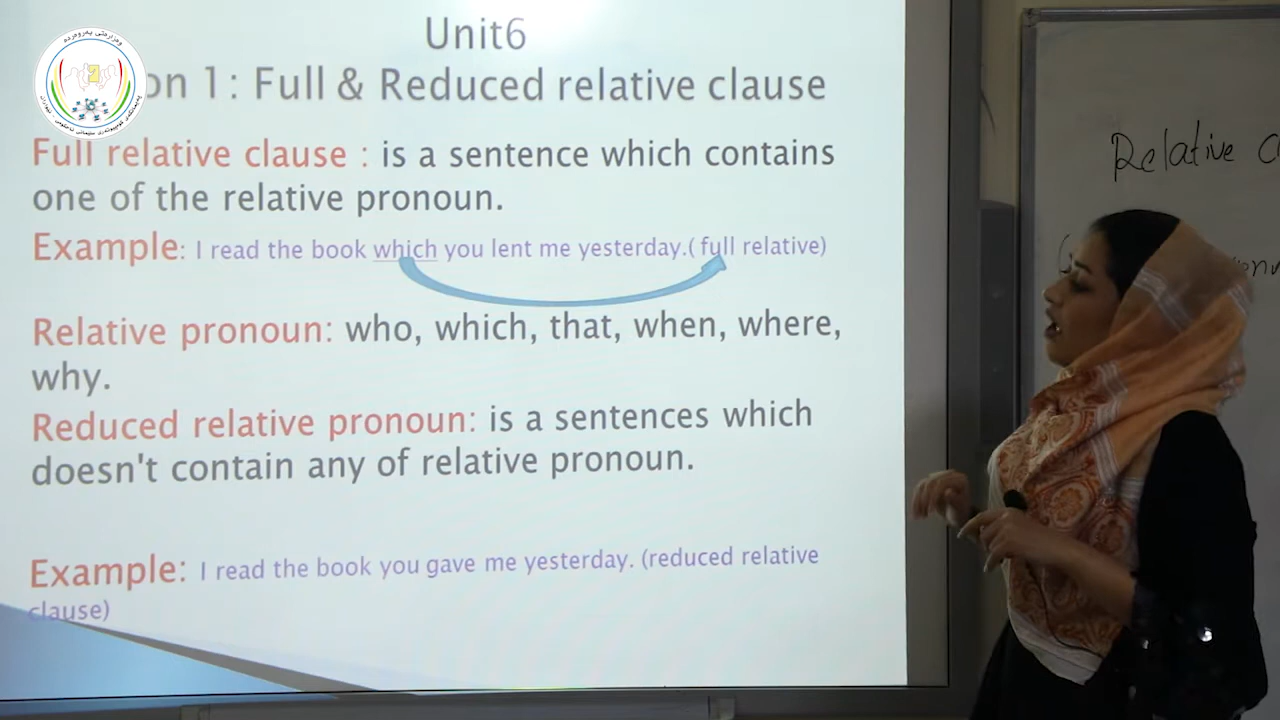 Unit6
on 1: Full & Reduced relative clause
Full relative clause : is a sentence which contains
one of the relative pronoun.
Example: I read the book which you lent me yesterday.( full relative)
Relative pronoun: who, which, that, when, where,
why.
Reduced relative pronoun: is a sentences which
doesn't contain any of relative pronoun.
Example: I read the book you gave me yesterday. (reduced relative
clause)
Relative